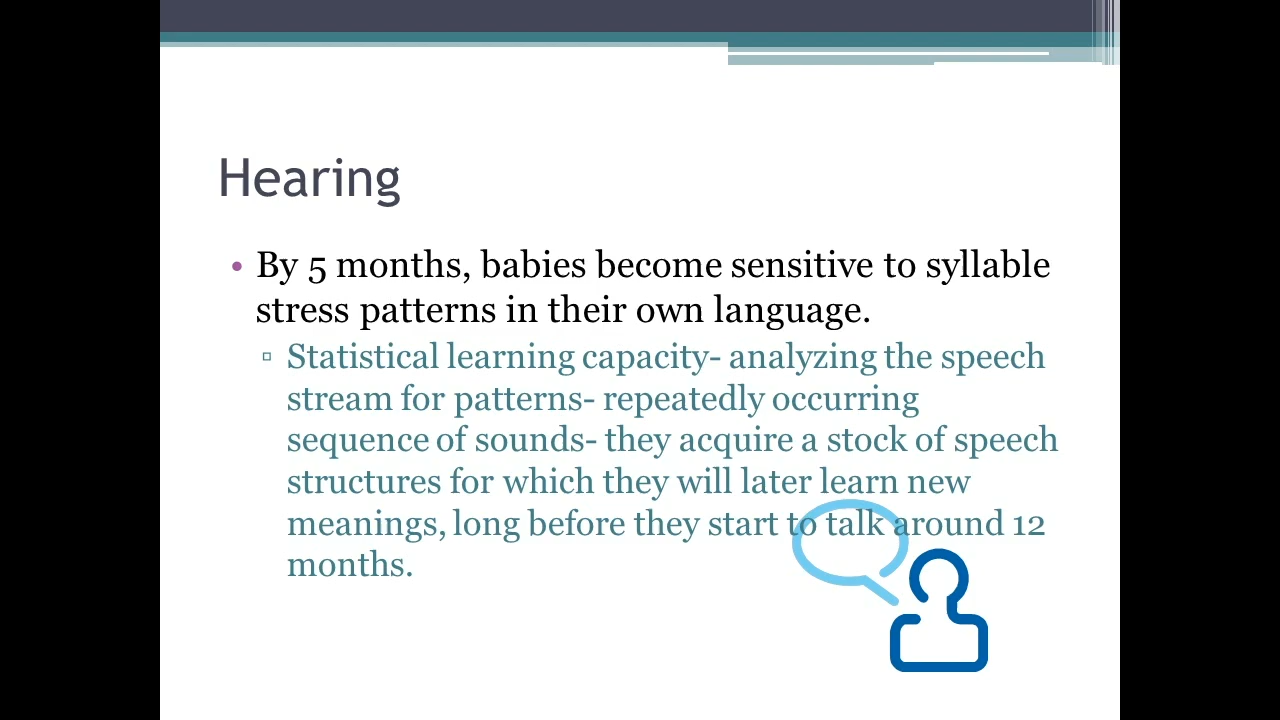 Hearing
• By 5 months, babies become sensitive to syllable
stress patterns in their own language.
▫ Statistical learning capacity- analyzing the speech
stream for patterns- repeatedly occurring
sequence of sounds- they acquire a stock of speech
structures for which they will later learn new
meanings, long before they start to talk around 12
months.